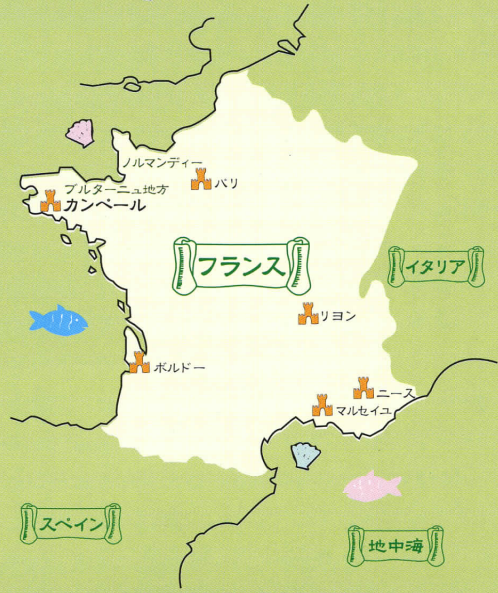 ノルマンディー
パリ
ブルターニュ地方
カンペール
フランス
イタリア
リヨン
ボルドー
ニース
マルセイユ
スペイン
地中海